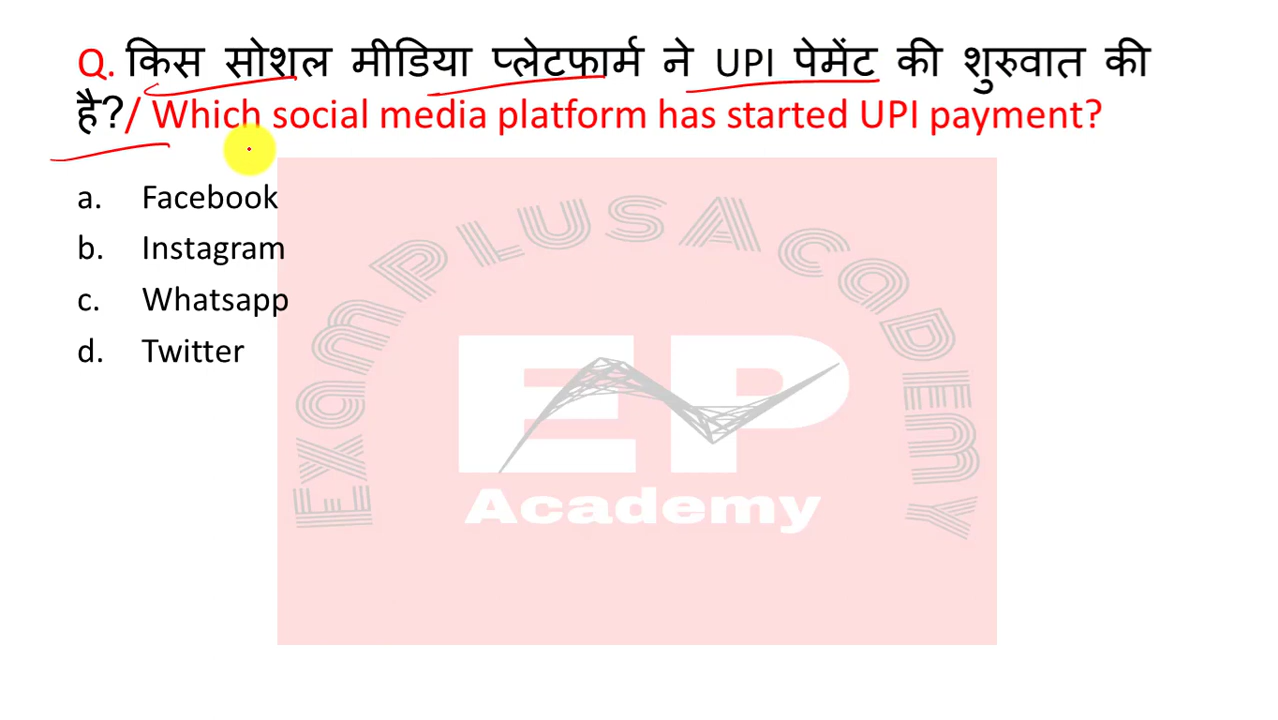 Q. किस सोशल मीडिया प्लेटफार्म ने UPI पेमेंट की शुरुवात की
है?/ Which social media platform has started UPI payment?
a. Facebook
b. Instagram
c. Whatsapp
d. Twitter
Exam PLUS Academy
EP
Academy